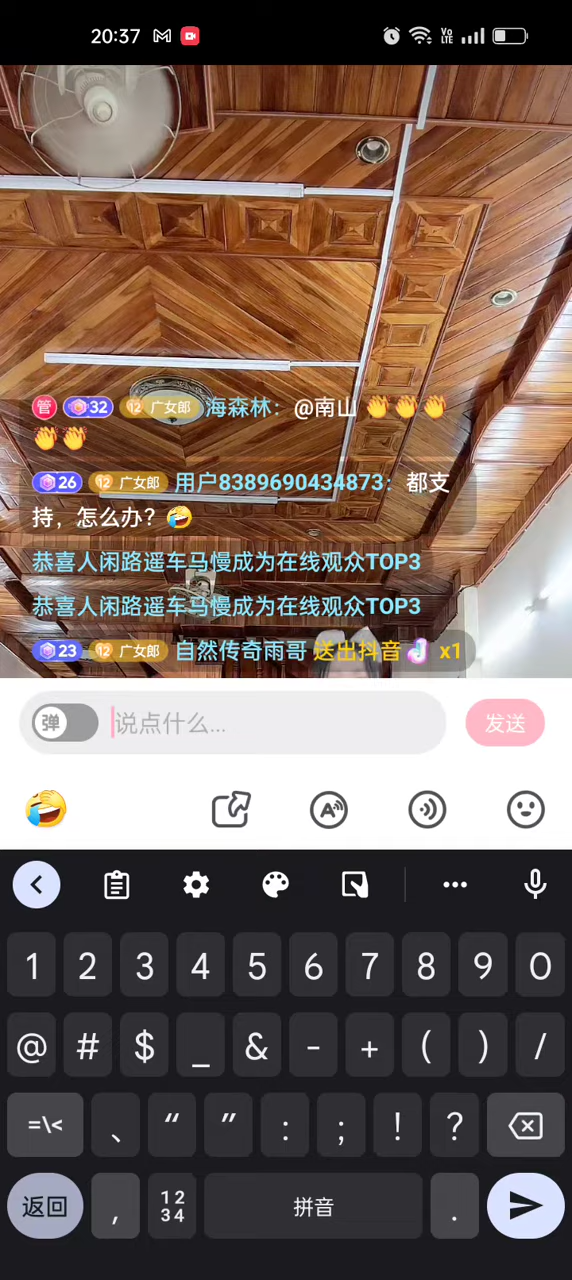 20:37 Vo LTE
管 32 12 广女郎 海森林：@南山 👏👏👏
👏👏
26 12 广女郎 用户8389690434873：都支
持，怎么办？🤣
恭喜人闲路遥车马慢成为在线观众TOP3
恭喜人闲路遥车马慢成为在线观众TOP3
23 12 广女郎 自然传奇雨哥 送出抖音 x1
弹 说点什么... 发送
1 2 3 4 5 6 7 8 9 0
@ # $ _ & - + ( ) /
=\< 、 “ ” : ; ! ?
返回 , 1234 拼音 .